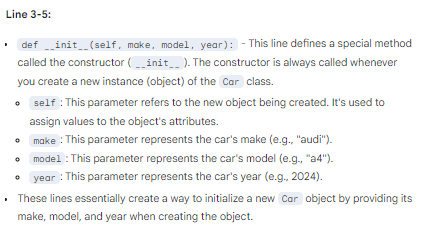 Line 3-5:
• def __init__(self, make, model, year): - This line defines a special method
called the constructor ( __init__ ). The constructor is always called whenever
you create a new instance (object) of the Car class.
○ self : This parameter refers to the new object being created. It's used to
assign values to the object's attributes.
○ make : This parameter represents the car's make (e.g., "audi").
○ model : This parameter represents the car's model (e.g., "a4").
○ year : This parameter represents the car's year (e.g., 2024).
• These lines essentially create a way to initialize a new Car object by providing its
make, model, and year when creating the object.